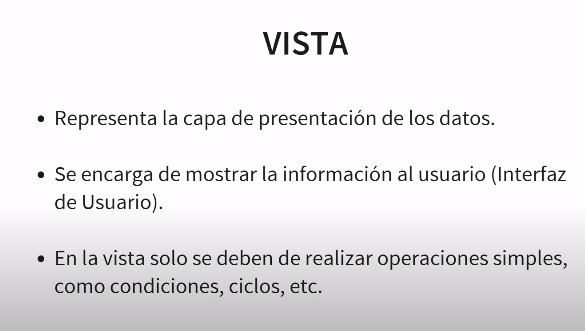 VISTA
• Representa la capa de presentación de los datos.
• Se encarga de mostrar la información al usuario (Interfaz
de Usuario).
• En la vista solo se deben de realizar operaciones simples,
como condiciones, ciclos, etc.